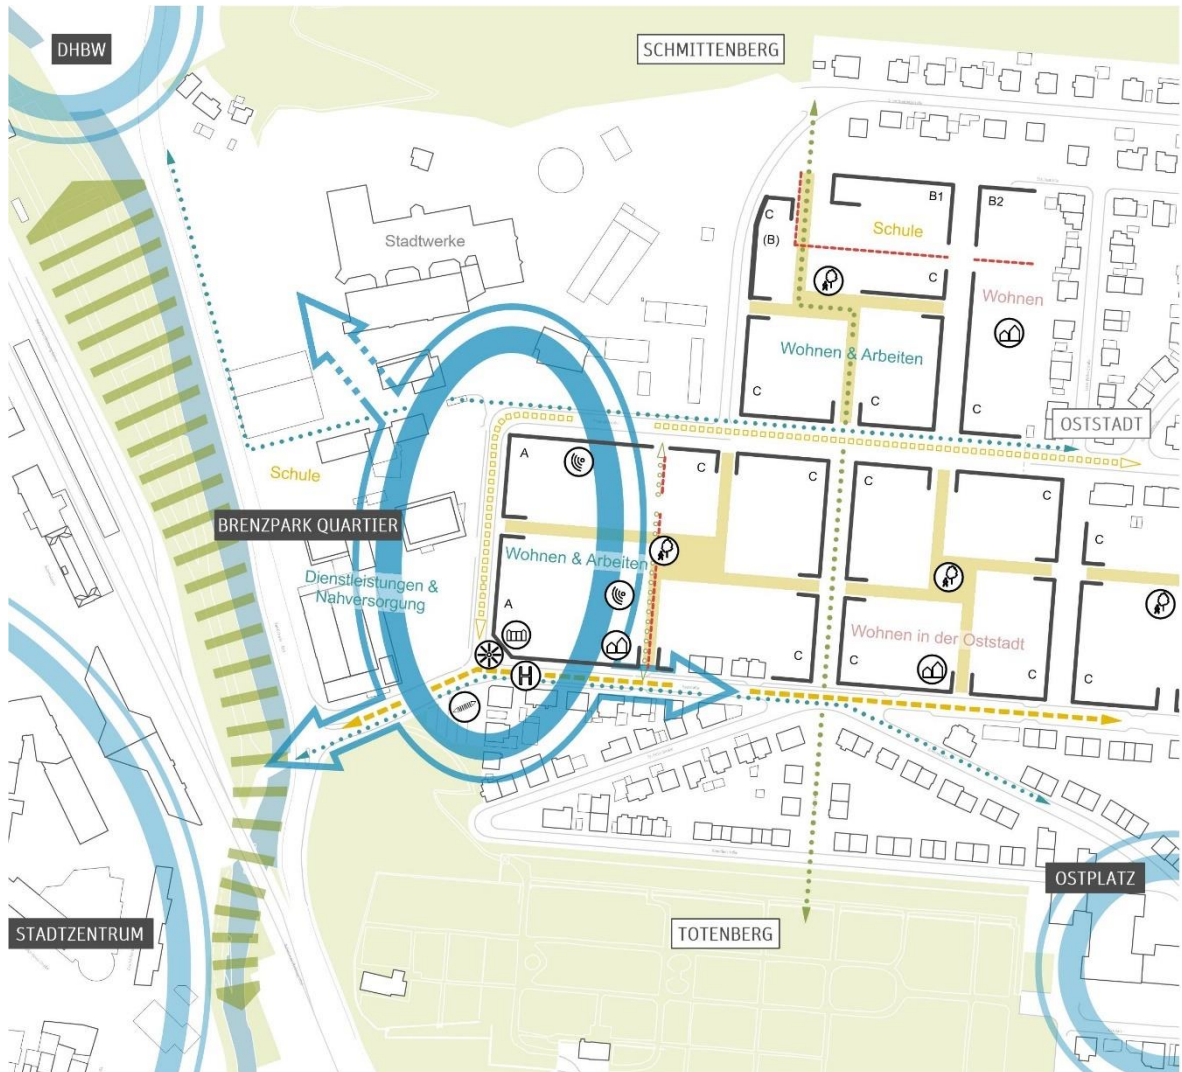 DHBW
SCHMITTENBERG
B1
B2
C
(B)
Schule
Stadtwerke
C
Wohnen
Wohnen & Arbeiten
C
C
C
OSTSTADT
A
C
C
C
C
Schule
BRENZPARK QUARTIER
C
Wohnen & Arbeiten
Dienstleistungen &
Nahversorgung
A
Wohnen in der Oststadt
C
C
C
C
H
OSTPLATZ
STADTZENTRUM
TOTENBERG